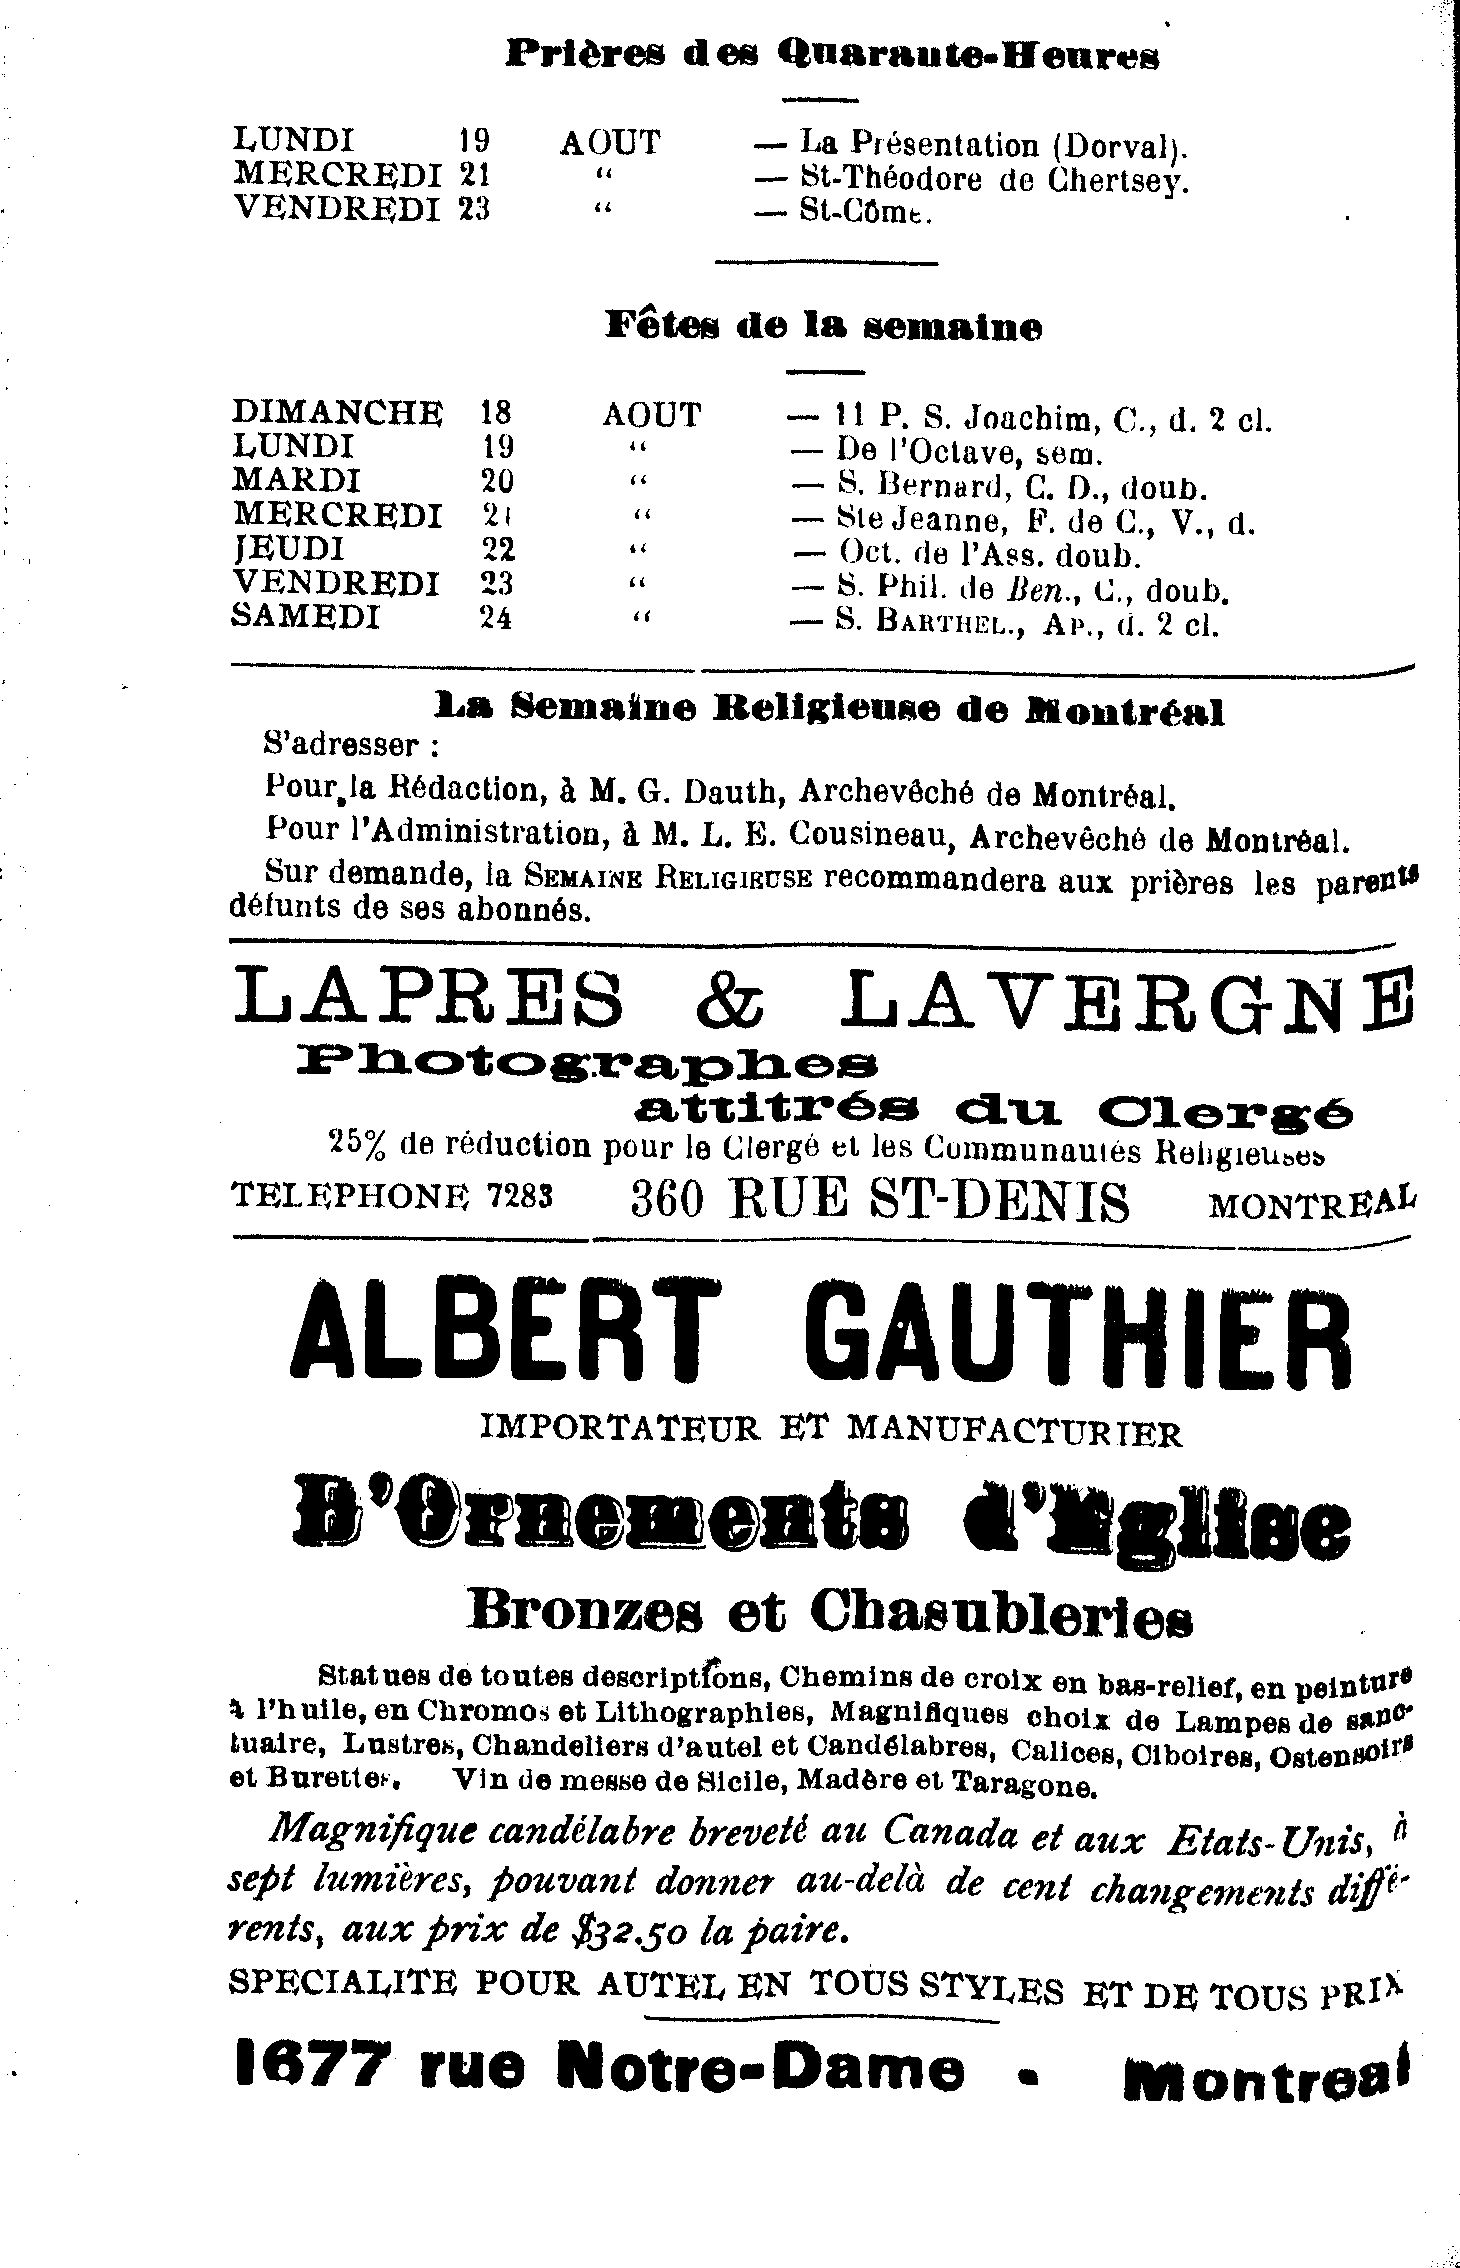 Prières des Quarante-Heures
LUNDI 19 AOUT — La Présentation (Dorval).
MERCREDI 21 “ — St-Théodore de Chertsey.
VENDREDI 23 “ — St-Côme.
Fêtes de la semaine
DIMANCHE 18 AOUT — 11 P. S. Joachim, C., d. 2 cl.
LUNDI 19 “ — De l'Octave, sem.
MARDI 20 “ — S. Bernard, C. D., doub.
MERCREDI 21 “ — Ste Jeanne, F. de C., V., d.
JEUDI 22 “ — Oct. de l'Ass. doub.
VENDREDI 23 “ — S. Phil. de Ben., C., doub.
SAMEDI 24 “ — S. BARTHEL., AP., d. 2 cl.
La Semaine Religieuse de Montréal
S'adresser :
Pour la Rédaction, à M. G. Dauth, Archevêché de Montréal.
Pour l'Administration, à M. L. E. Cousineau, Archevêché de Montréal.
Sur demande, la SEMAINE RELIGIEUSE recommandera aux prières les parents
défunts de ses abonnés.
LAPRES & LAVERGNE
Photographes
attitrés du Clergé
25% de réduction pour le Clergé et les Communautés Religieuses
TELEPHONE 7283 360 RUE ST-DENIS MONTREAL
ALBERT GAUTHIER
IMPORTATEUR ET MANUFACTURIER
D'Ornements d'Eglise
Bronzes et Chasubleries
Statues de toutes descriptions, Chemins de croix en bas-relief, en peinture
à l'huile, en Chromos et Lithographies, Magnifiques choix de Lampes de sanc-
tuaire, Lustres, Chandeliers d'autel et Candélabres, Calices, Ciboires, Ostensoirs
et Burettes. Vin de messe de Sicile, Madère et Taragone.
Magnifique candélabre breveté au Canada et aux Etats-Unis, à
sept lumières, pouvant donner au-delà de cent changements diffé-
rents, aux prix de $32.50 la paire.
SPECIALITE POUR AUTEL EN TOUS STYLES ET DE TOUS PRIX
1677 rue Notre-Dame - Montreal